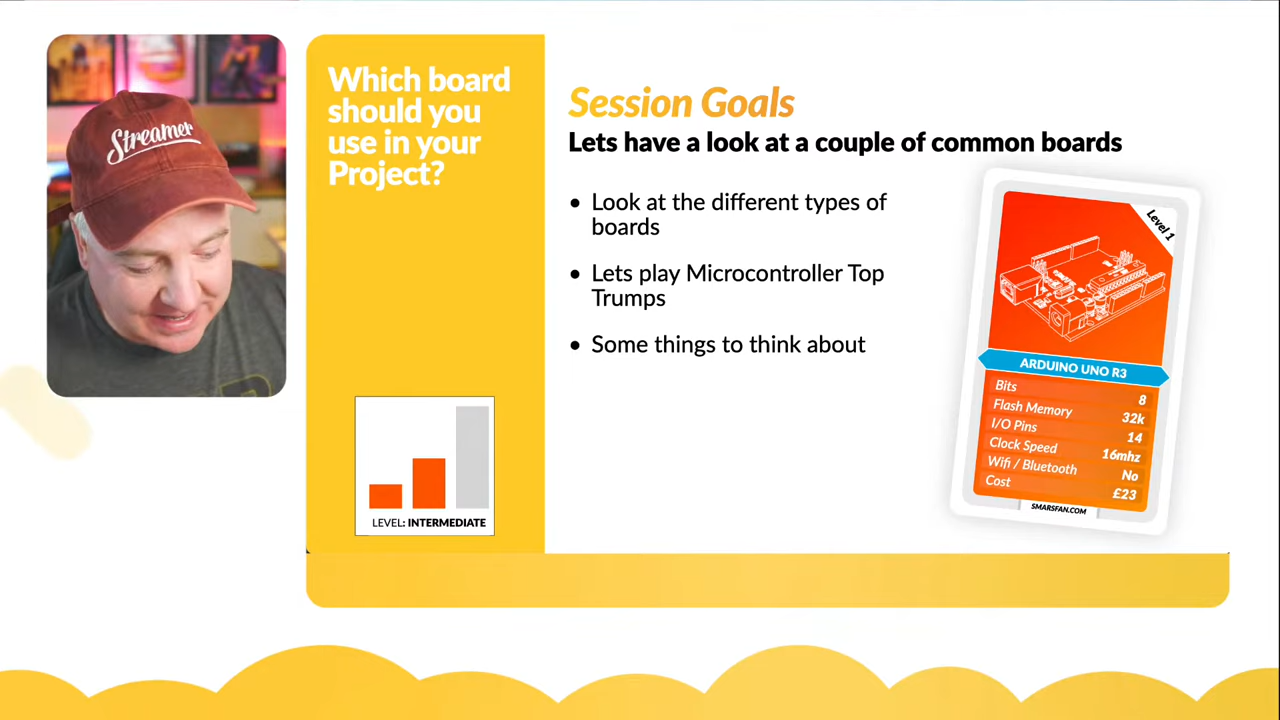 Streamer
Which board
should you
use in your
Project?
LEVEL: INTERMEDIATE
Session Goals
Lets have a look at a couple of common boards
• Look at the different types of
boards
• Lets play Microcontroller Top
Trumps
• Some things to think about
Level 1
ARDUINO UNO R3
Bits 8
Flash Memory 32k
I/O Pins 14
Clock Speed 16mhz
Wifi / Bluetooth No
Cost £23
SMARSFAN.COM